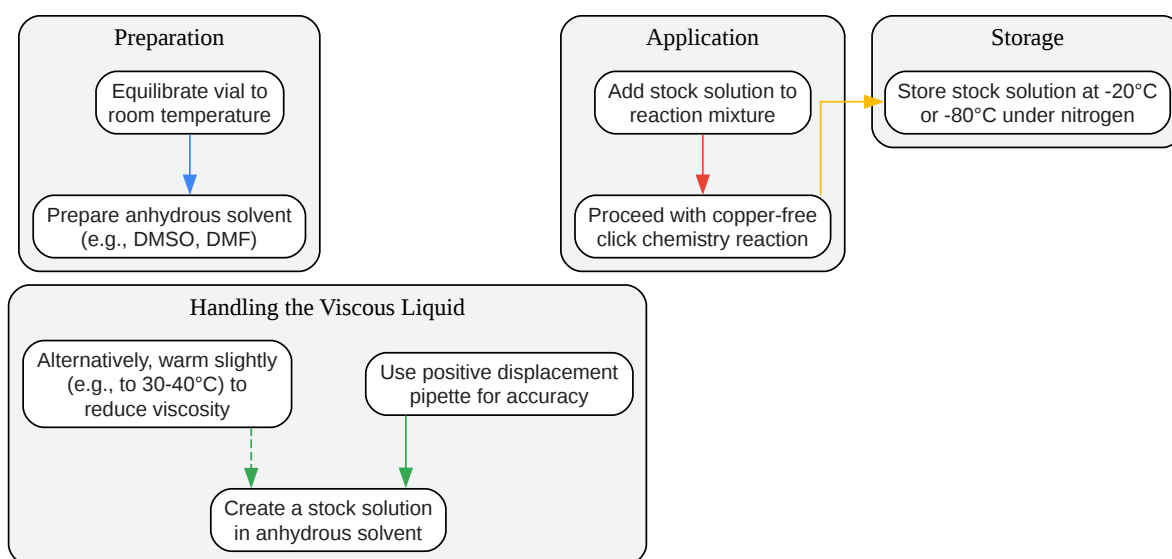 Preparation
Equilibrate vial to
room temperature
Prepare anhydrous solvent
(e.g., DMSO, DMF)
Application
Add stock solution to
reaction mixture
Proceed with copper-free
click chemistry reaction
Storage
Store stock solution at -20°C
or -80°C under nitrogen
Handling the Viscous Liquid
Alternatively, warm slightly
(e.g., to 30-40°C) to
reduce viscosity
Use positive displacement
pipette for accuracy
Create a stock solution
in anhydrous solvent